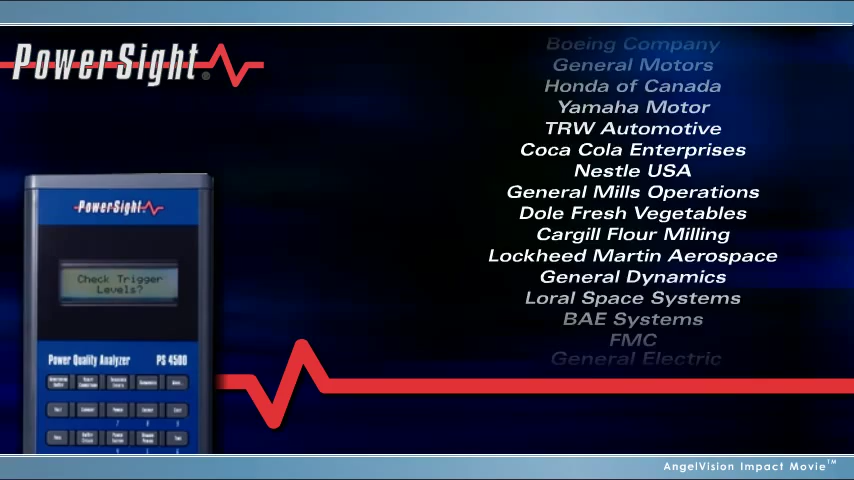 PowerSight®
Boeing Company
General Motors
Honda of Canada
Yamaha Motor
TRW Automotive
Coca Cola Enterprises
Nestle USA
General Mills Operations
Dole Fresh Vegetables
Cargill Flour Milling
Lockheed Martin Aerospace
General Dynamics
Loral Space Systems
BAE Systems
FMC
General Electric
PowerSight
Check Trigger
Levels?
Power Quality Analyzer PS 4500
AngelVision Impact Movie™